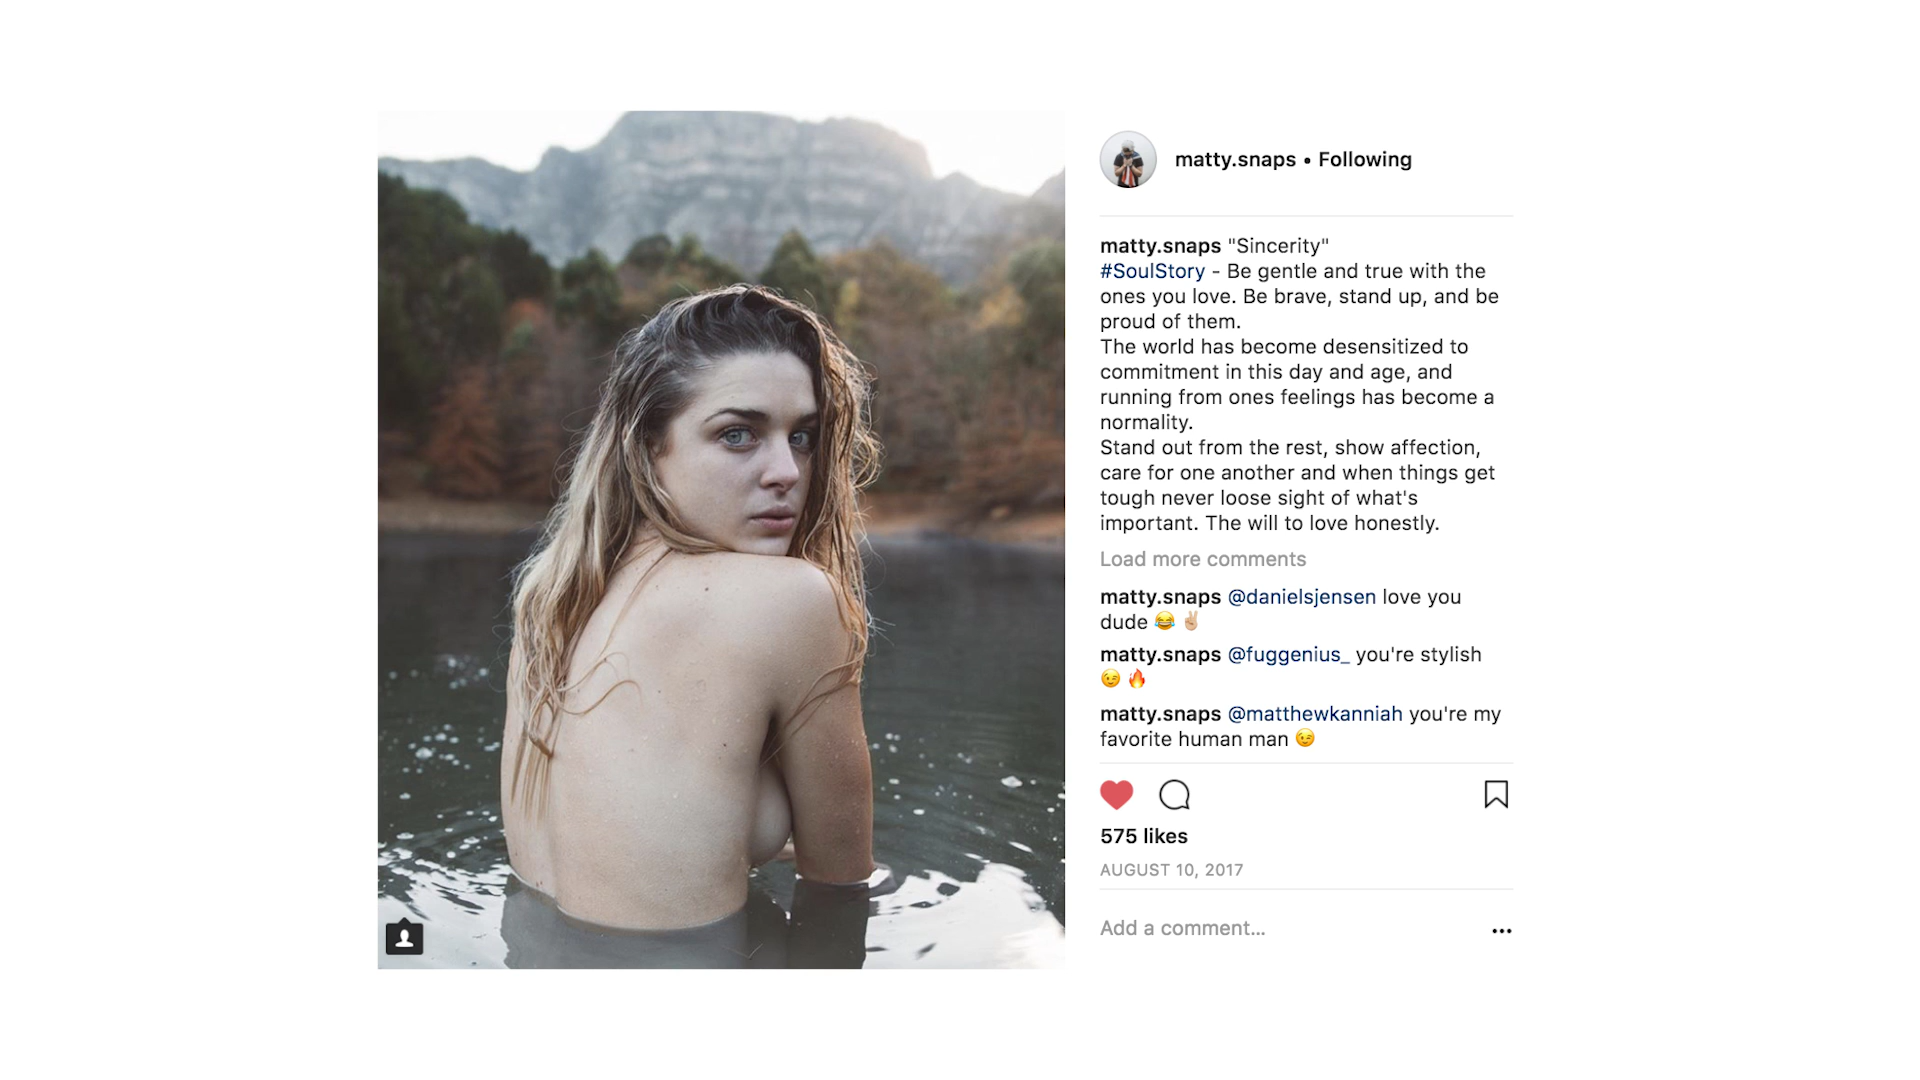 matty.snaps • Following
matty.snaps "Sincerity"
#SoulStory - Be gentle and true with the
ones you love. Be brave, stand up, and be
proud of them.
The world has become desensitized to
commitment in this day and age, and
running from ones feelings has become a
normality.
Stand out from the rest, show affection,
care for one another and when things get
tough never loose sight of what's
important. The will to love honestly.
Load more comments
matty.snaps @danielsjensen love you
dude 😂 ✌🏼
matty.snaps @fuggenius_ you're stylish
😉 🔥
matty.snaps @matthewkanniah you're my
favorite human man 😉
575 likes
AUGUST 10, 2017
Add a comment...